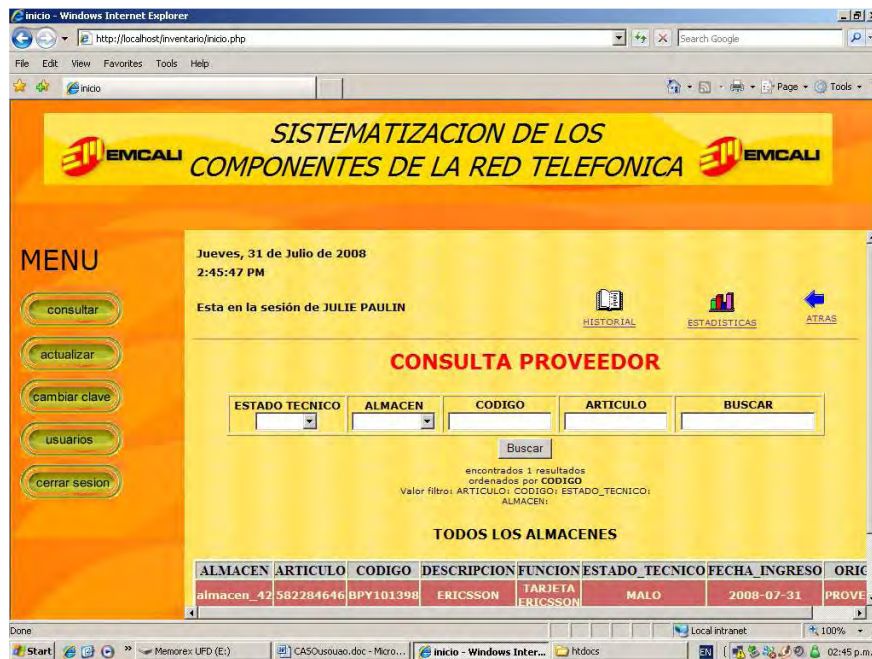 inicio - Windows Internet Explorer
http://localhost/inventario/inicio.php
Search Google
File Edit View Favorites Tools Help
inicio
Page
Tools
EMCALI
SISTEMATIZACION DE LOS
COMPONENTES DE LA RED TELEFONICA
EMCALI
MENU
consultar
actualizar
cambiar clave
usuarios
cerrar sesion
Jueves, 31 de Julio de 2008
2:45:47 PM
Esta en la sesión de JULIE PAULIN
HISTORIAL
ESTADISTICAS
ATRAS
CONSULTA PROVEEDOR
ESTADO TECNICO ALMACEN CODIGO ARTICULO BUSCAR
Buscar
encontrados 1 resultados
ordenados por CODIGO
Valor filtro: ARTICULO: CODIGO: ESTADO_TECNICO:
ALMACEN:
TODOS LOS ALMACENES
ALMACEN ARTICULO CODIGO DESCRIPCION FUNCION ESTADO_TECNICO FECHA_INGRESO ORIG
almacen_42 582284646 BPY101398 ERICSSON TARJETA ERICSSON MALO 2008-07-31 PROVE
Done
Local intranet
100%
Start
Memorex UFD (E:)
CASOusouao.doc - Micro...
inicio - Windows Inter...
htdocs
EN
02:45 p.m.